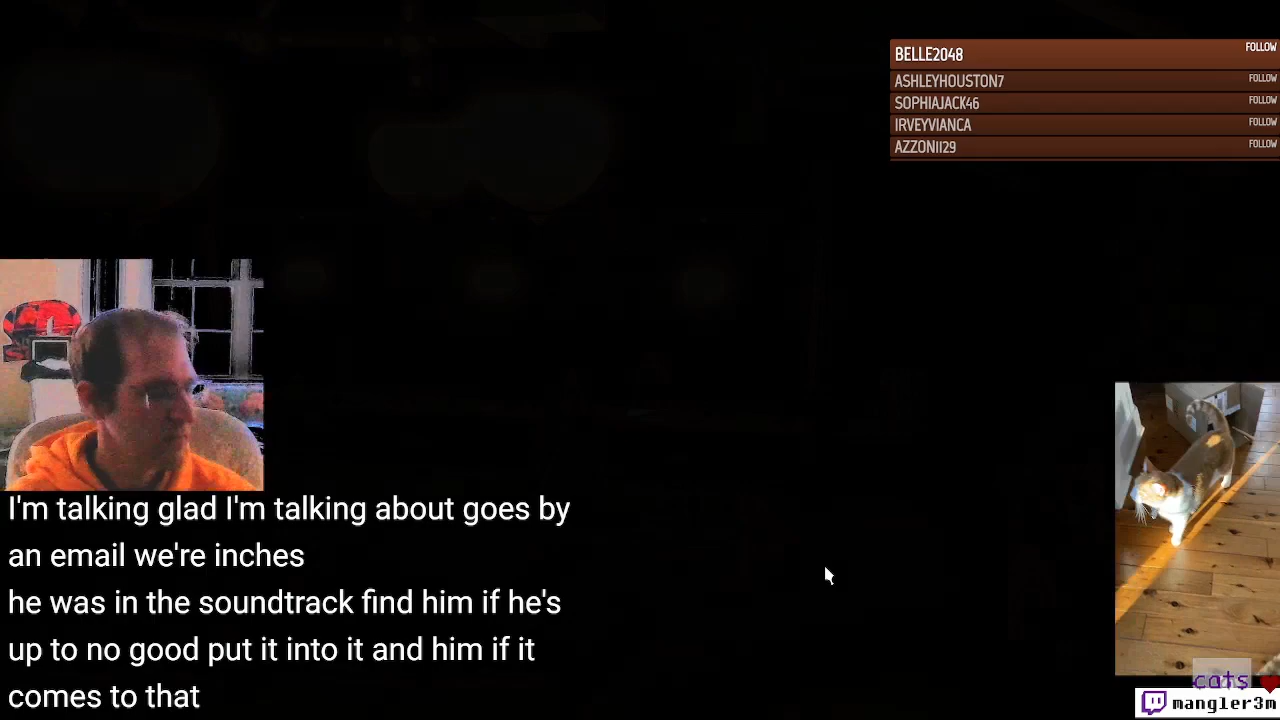 BELLE2048 FOLLOW
ASHLEYHOUSTON7 FOLLOW
SOPHIAJACK46 FOLLOW
IRVEYVIANCA FOLLOW
AZZONII29 FOLLOW
I'm talking glad I'm talking about goes by
an email we're inches
he was in the soundtrack find him if he's
up to no good put it into it and him if it
comes to that
cats
mangler3m